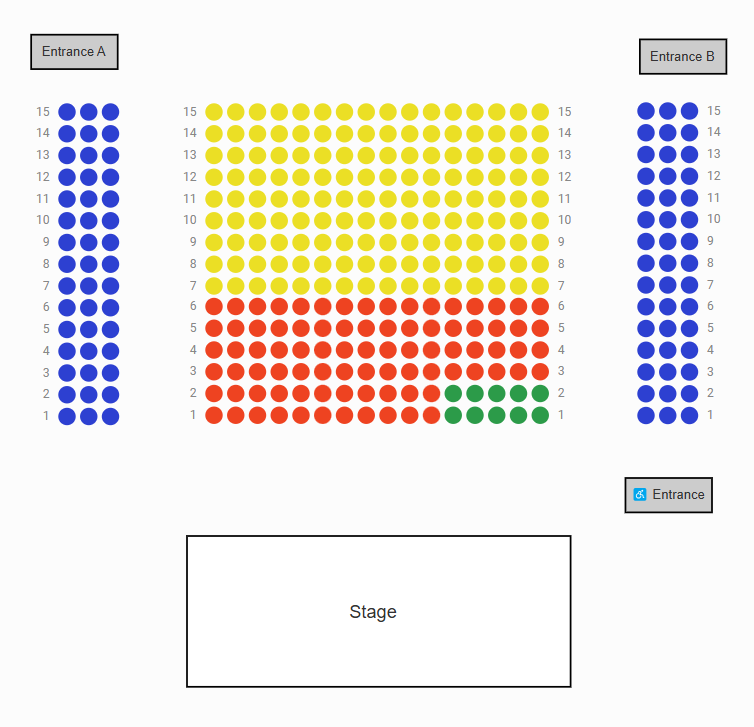 Entrance A
Entrance B
15 15 15 15
14 14 14 14
13 13 13 13
12 12 12 12
11 11 11 11
10 10 10 10
9 9 9 9
8 8 8 8
7 7 7 7
6 6 6 6
5 5 5 5
4 4 4 4
3 3 3 3
2 2 2 2
1 1 1 1
Entrance
Stage